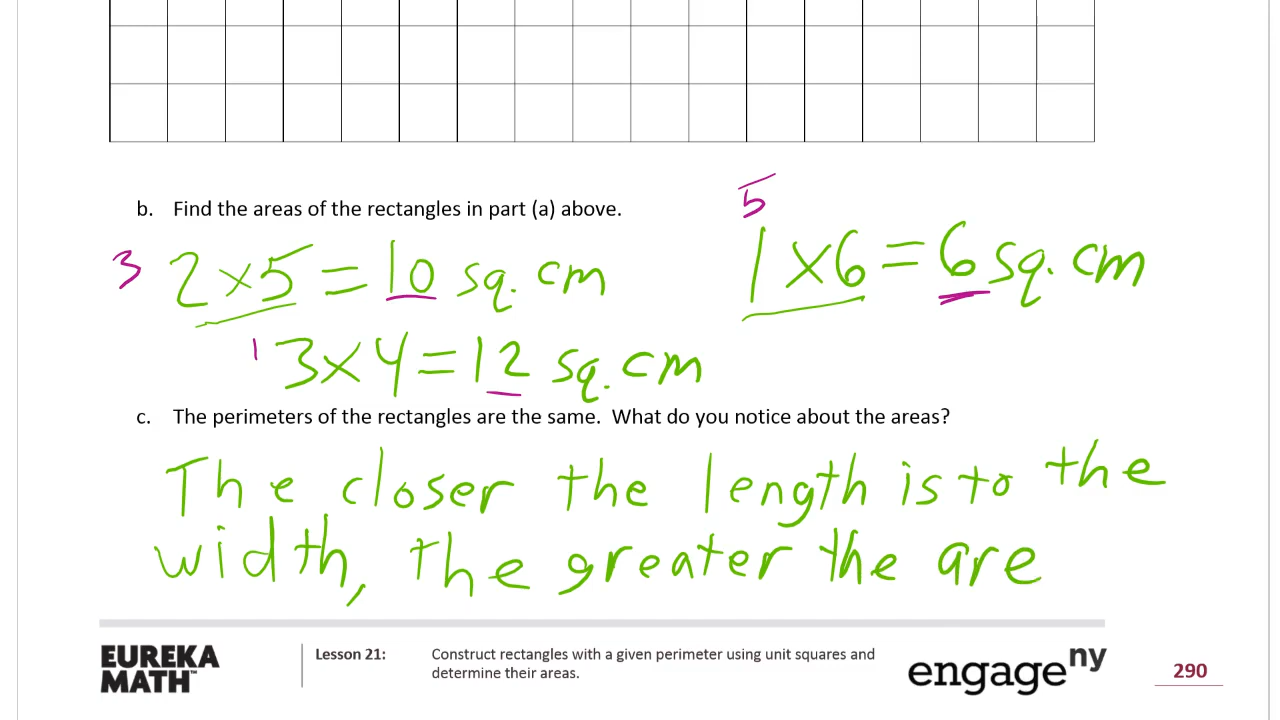 b. Find the areas of the rectangles in part (a) above.
5
3 2 x 5 = 10 sq. cm
1 x 6 = 6 sq. cm
1 3 x 4 = 12 sq. cm
c. The perimeters of the rectangles are the same. What do you notice about the areas?
The closer the length is to the
width, the greater the are
EUREKA
MATH™
Lesson 21:
Construct rectangles with a given perimeter using unit squares and
determine their areas.
engageny
290